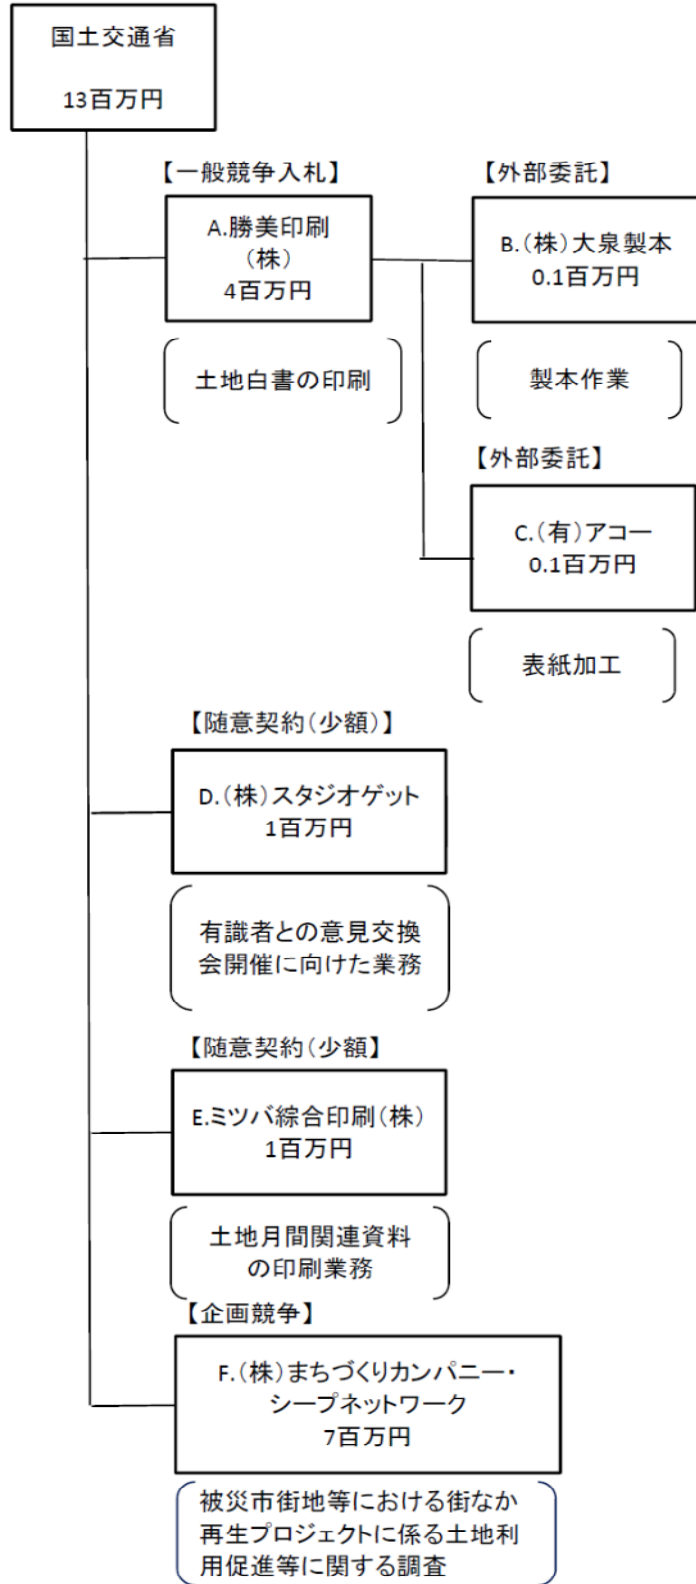 国土交通省
13百万円
【一般競争入札】
A.勝美印刷
(株)
4百万円
土地白書の印刷
【外部委託】
B.(株)大泉製本
0.1百万円
製本作業
【外部委託】
C.(有)アコー
0.1百万円
表紙加工
【随意契約(少額)】
D.(株)スタジオゲット
1百万円
有識者との意見交換
会開催に向けた業務
【随意契約(少額】
E.ミツバ綜合印刷(株)
1百万円
土地月間関連資料
の印刷業務
【企画競争】
F.(株)まちづくりカンパニー・
シープネットワーク
7百万円
被災市街地等における街なか
再生プロジェクトに係る土地利
用促進等に関する調査